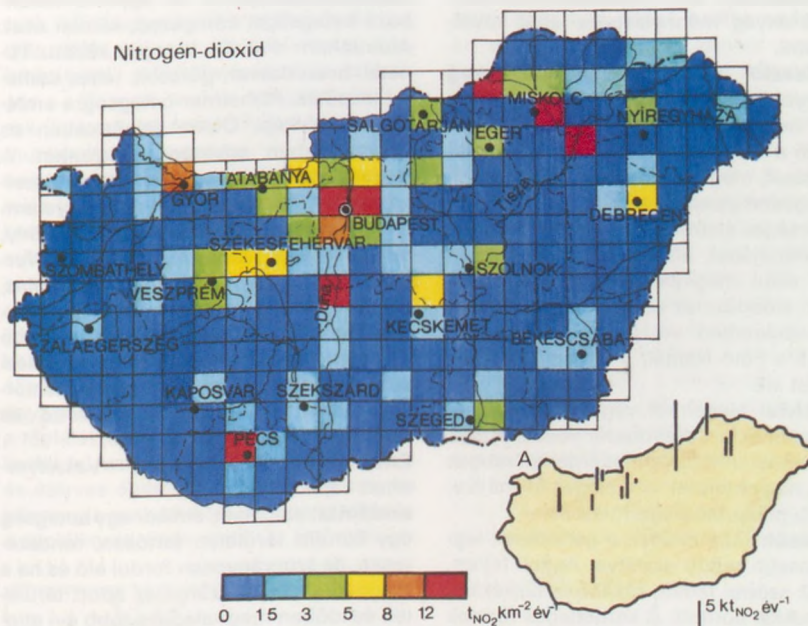 Nitrogén-dioxid
SALGÓTARJÁN
MISKOLC
NYÍREGYHÁZA
EGER
GYŐR
TATABÁNYA
Tisza
DEBRECEN
BUDAPEST
SZÉKESFEHÉRVÁR
SZOMBATHELY
SZOLNOK
WESZPRÉM
Duna
KECSKEMÉT
ZALAEGERSZEG
BÉKÉSCSABA
KAPOSVÁR
SZEKSZÁRD
SZEGED
PÉCS
A
0 1 1 5 3 5 8 12 t NO2 km-2 év-1
5 kt NO2 év-1